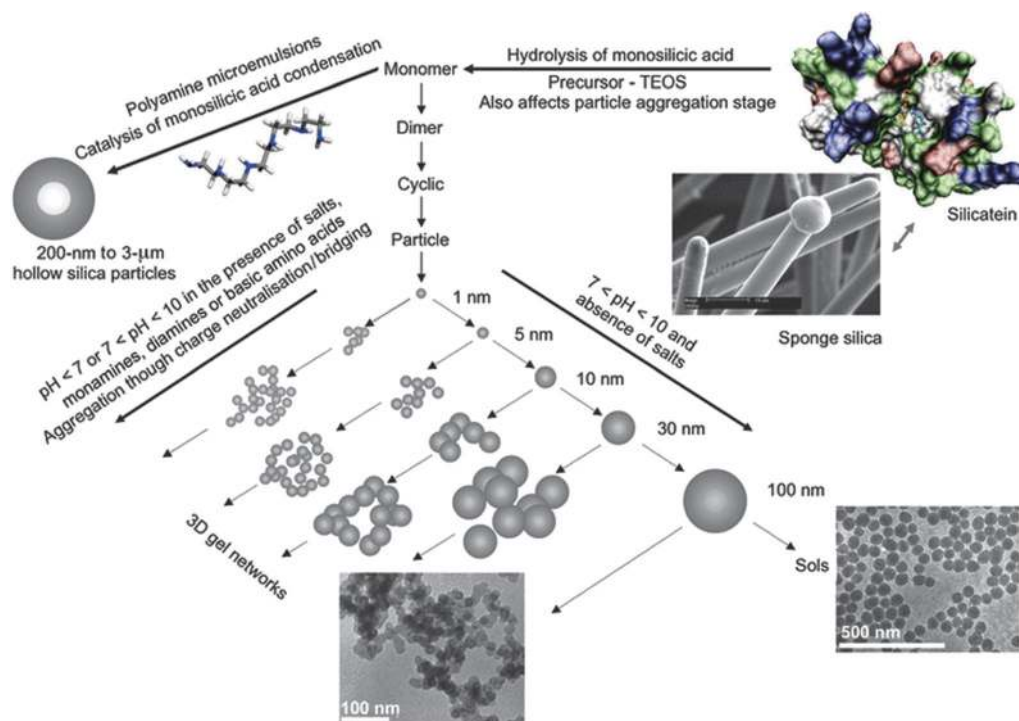 Polyamine microemulsions
Catalysis of monosilicic acid condensation
Monomer
Hydrolysis of monosilicic acid
Precursor - TEOS
Also affects particle aggregation stage
Dimer
Cyclic
Particle
Silicatein
Sponge silica
200-nm to 3-μm
hollow silica particles
pH < 7 or 7 < pH < 10 in the presence of salts,
monamines, diamines or basic amino acids
Aggregation though charge neutralisation/bridging
7 < pH < 10 and
absence of salts
1 nm
5 nm
10 nm
30 nm
100 nm
3D gel networks
Sols
100 nm
500 nm